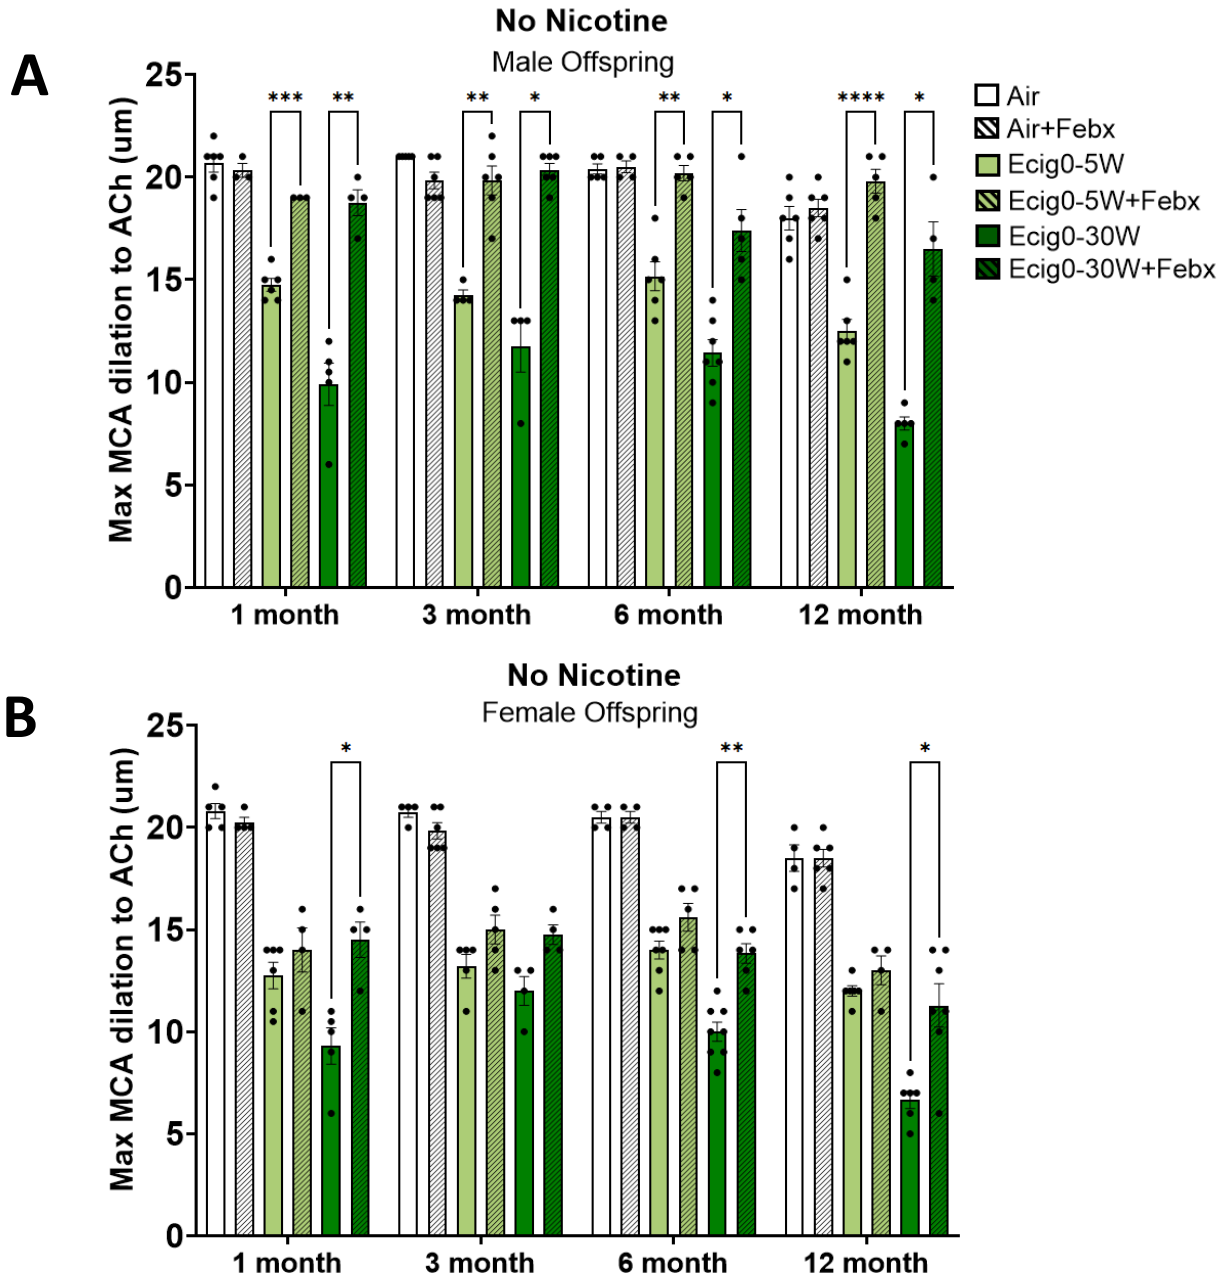 No Nicotine
A
Male Offspring
Max MCA dilation to ACh (um)
25
20
15
10
5
0
*** ** ** * ** * **** *
1 month 3 month 6 month 12 month
Air
Air+Febx
Ecig0-5W
Ecig0-5W+Febx
Ecig0-30W
Ecig0-30W+Febx
No Nicotine
B
Female Offspring
Max MCA dilation to ACh (um)
25
20
15
10
5
0
* ** *
1 month 3 month 6 month 12 month